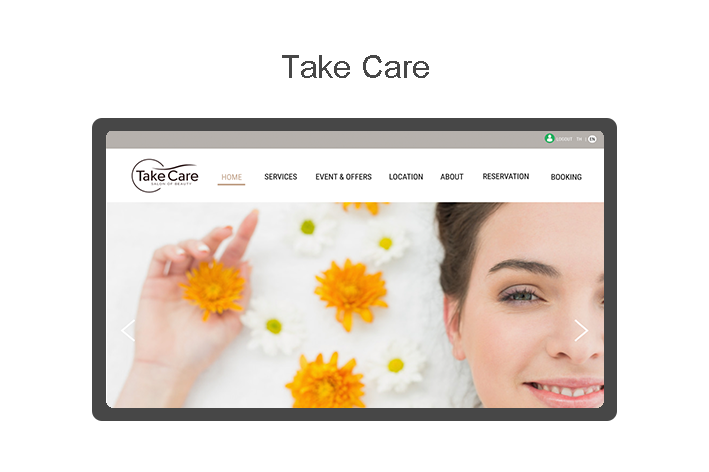 Take Care
LOGOUT TH | EN
Take Care
SALON OF BEAUTY
HOME SERVICES EVENT & OFFERS LOCATION ABOUT RESERVATION BOOKING